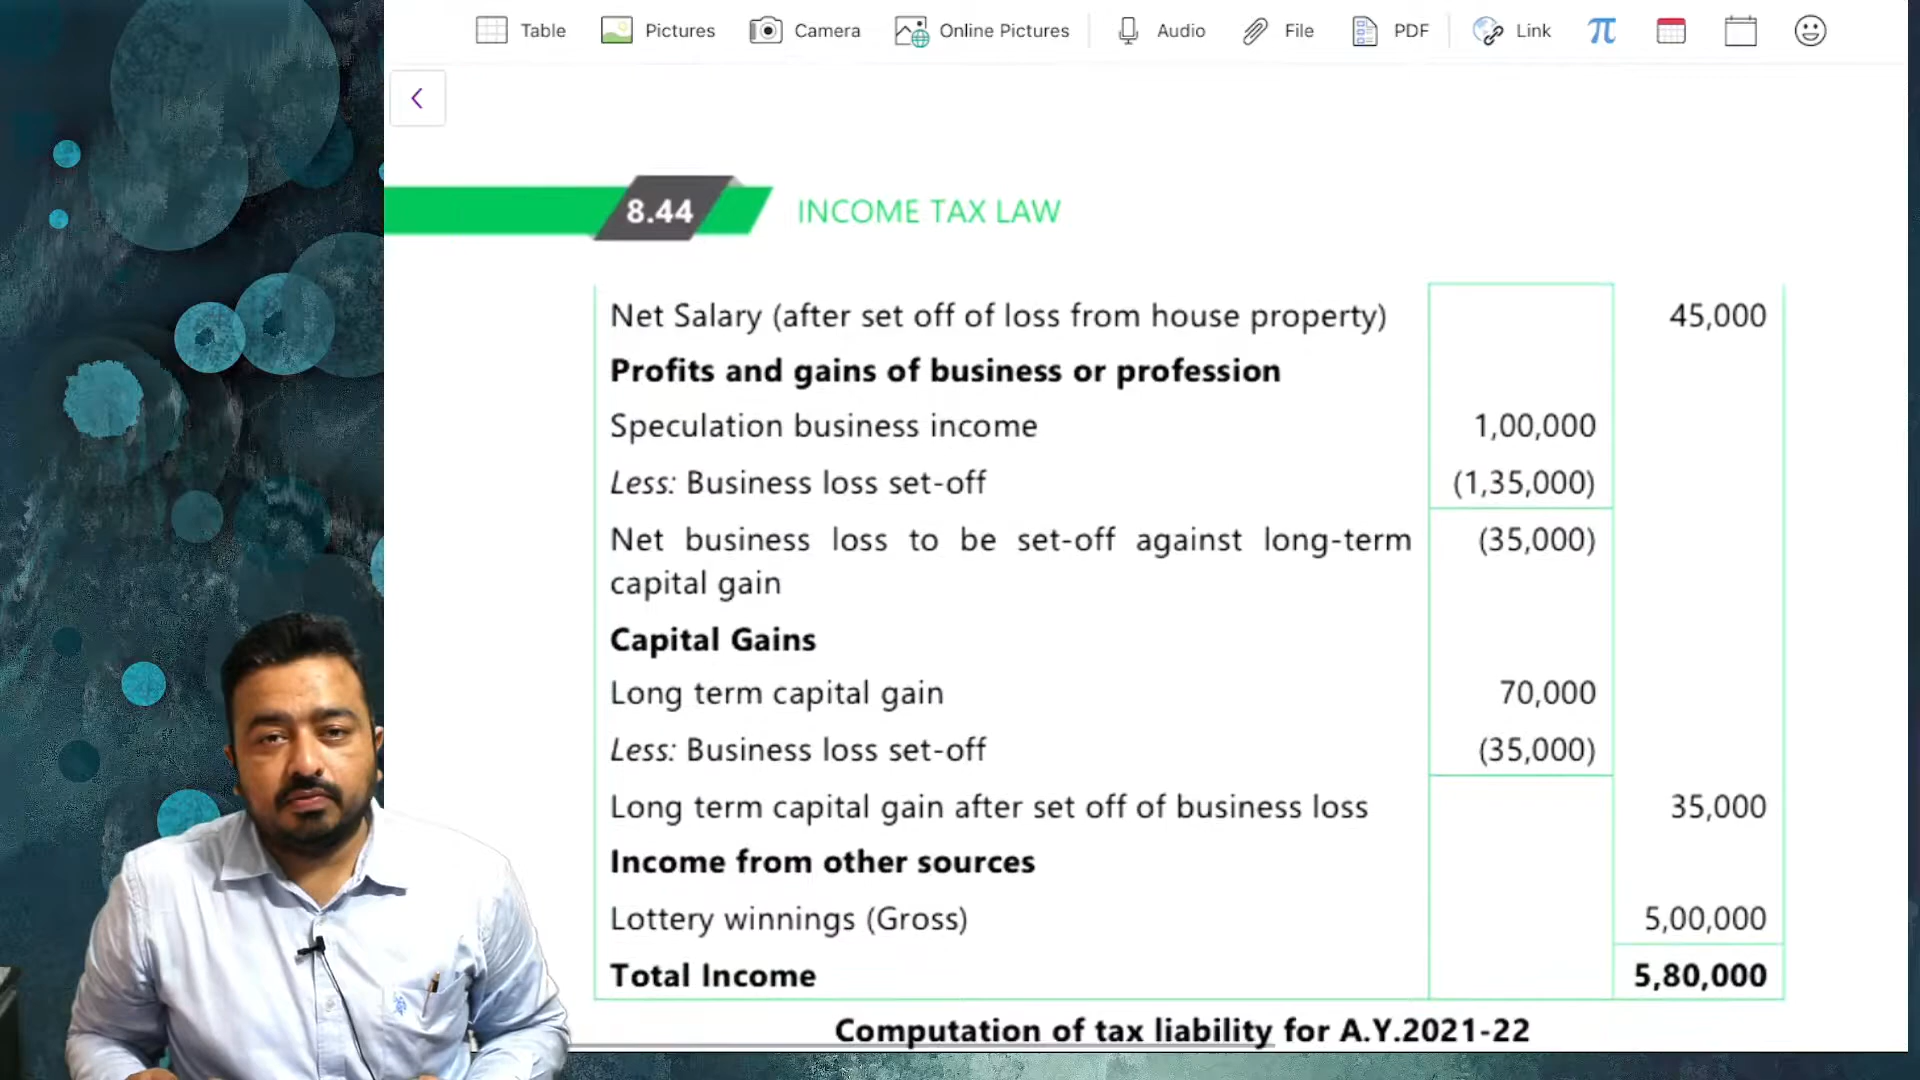 Table Pictures Camera Online Pictures Audio File PDF Link π
8.44 INCOME TAX LAW
Net Salary (after set off of loss from house property) 45,000
Profits and gains of business or profession
Speculation business income 1,00,000
Less: Business loss set-off (1,35,000)
Net business loss to be set-off against long-term (35,000)
capital gain
Capital Gains
Long term capital gain 70,000
Less: Business loss set-off (35,000)
Long term capital gain after set off of business loss 35,000
Income from other sources
Lottery winnings (Gross) 5,00,000
Total Income 5,80,000
Computation of tax liability for A.Y.2021-22